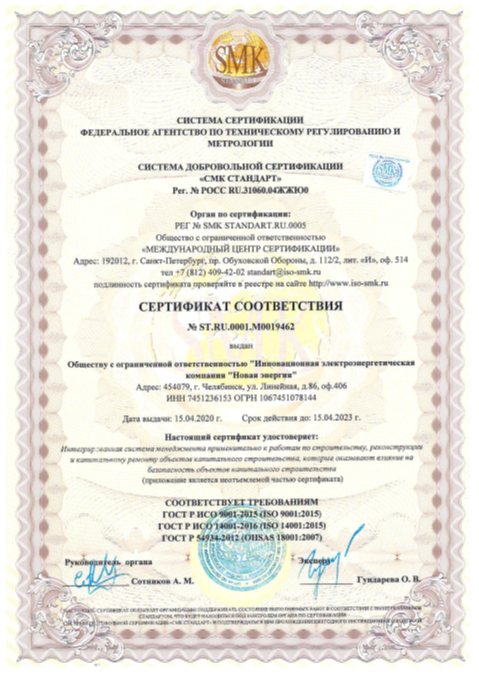 SMK
STANDART
СИСТЕМА СЕРТИФИКАЦИИ
ФЕДЕРАЛЬНОЕ АГЕНТСТВО ПО ТЕХНИЧЕСКОМУ РЕГУЛИРОВАНИЮ И
МЕТРОЛОГИИ
СИСТЕМА ДОБРОВОЛЬНОЙ СЕРТИФИКАЦИИ
«СМК СТАНДАРТ»
Рег. № РОСС RU.31060.04ЖЖЮ0
Орган по сертификации:
РЕГ № SMK STANDART.RU.0005
Общество с ограниченной ответственностью
«МЕЖДУНАРОДНЫЙ ЦЕНТР СЕРТИФИКАЦИИ»
Адрес: 192012, г. Санкт-Петербург, пр. Обуховской Обороны, д. 112/2, лит. «И», оф. 514
тел +7 (812) 409-42-02 standart@iso-smk.ru
подлинность сертификата проверяйте в реестре на сайте http://www.iso-smk.ru
СЕРТИФИКАТ СООТВЕТСТВИЯ
№ ST.RU.0001.M0019462
выдан
Обществу с ограниченной ответственностью "Инновационная электроэнергетическая
компания "Новая энергия"
Адрес: 454079, г. Челябинск, ул. Линейная, д.86, оф.406
ИНН 7451236153 ОГРН 1067451078144
Дата выдачи: 15.04.2020 г. Срок действия до: 15.04.2023 г.
Настоящий сертификат удостоверяет:
Интегрированная система менеджмента применительно к работам по строительству, реконструкции
и капитальному ремонту объектов капитального строительства, которые оказывают влияние на
безопасность объектов капитального строительства
(приложение является неотъемлемой частью сертификата)
СООТВЕТСТВУЕТ ТРЕБОВАНИЯМ
ГОСТ Р ИСО 9001-2015 (ISO 9001:2015)
ГОСТ Р ИСО 14001-2016 (ISO 14001:2015)
ГОСТ Р 54934-2012 (OHSAS 18001:2007)
Руководитель органа Эксперт
Сотников А. М. Гундарева О. В.